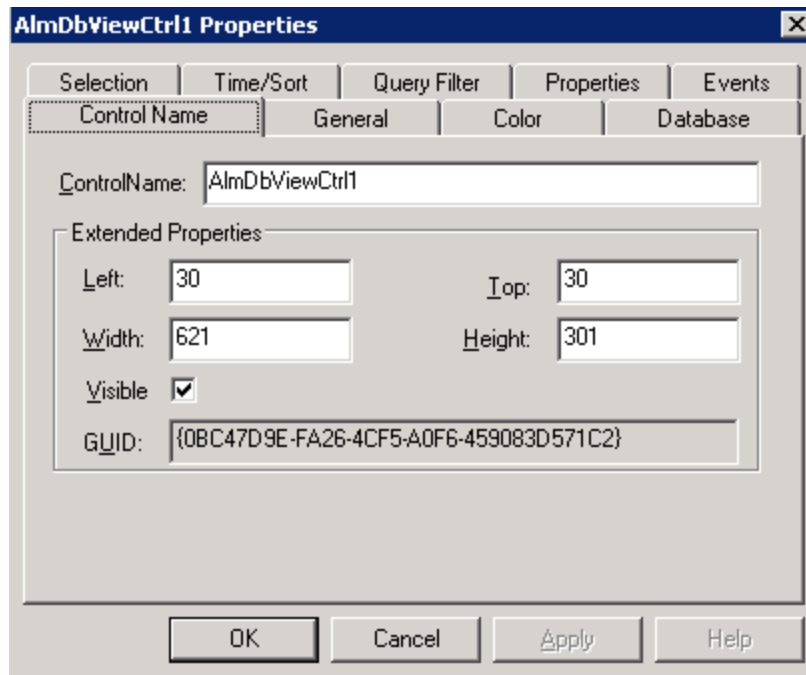 AlmDbViewCtrl1 Properties
Selection Time/Sort Query Filter Properties Events
Control Name General Color Database
ControlName: AlmDbViewCtrl1
Extended Properties
Left: 30 Top: 30
Width: 621 Height: 301
Visible
GUID: {0BC47D9E-FA26-4CF5-A0F6-459083D571C2}
OK Cancel Apply Help